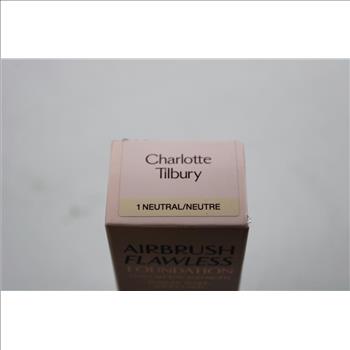 Charlotte
Tilbury
1 NEUTRAL/NEUTRE
AIRBRUSH
FLAWLESS
FOUNDATION